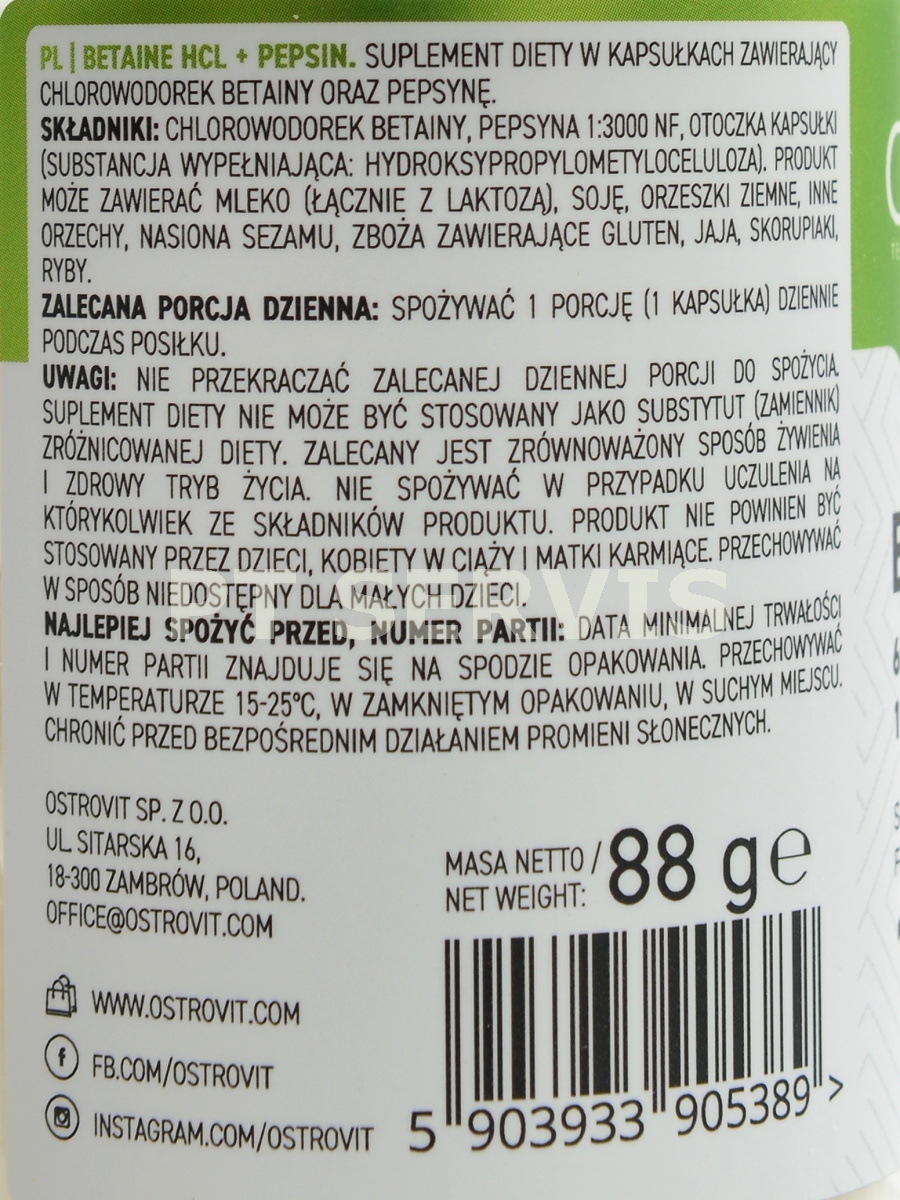 PL | BETAINE HCL + PEPSIN. SUPLEMENT DIETY W KAPSUŁKACH ZAWIERAJĄCY
CHLOROWODOREK BETAINY ORAZ PEPSYNĘ.
SKŁADNIKI: CHLOROWODOREK BETAINY, PEPSYNA 1:3000 NF, OTOCZKA KAPSUŁKI
(SUBSTANCJA WYPEŁNIAJĄCA: HYDROKSYPROPYLOMETYLOCELULOZA). PRODUKT
MOŻE ZAWIERAĆ MLEKO (ŁĄCZNIE Z LAKTOZĄ), SOJĘ, ORZESZKI ZIEMNE, INNE
ORZECHY, NASIONA SEZAMU, ZBOŻA ZAWIERAJĄCE GLUTEN, JAJA, SKORUPIAKI,
RYBY.
ZALECANA PORCJA DZIENNA: SPOŻYWAĆ 1 PORCJĘ (1 KAPSUŁKA) DZIENNIE
PODCZAS POSIŁKU.
UWAGI: NIE PRZEKRACZAĆ ZALECANEJ DZIENNEJ PORCJI DO SPOŻYCIA.
SUPLEMENT DIETY NIE MOŻE BYĆ STOSOWANY JAKO SUBSTYTUT (ZAMIENNIK)
ZRÓŻNICOWANEJ DIETY. ZALECANY JEST ZRÓWNOWAŻONY SPOSÓB ŻYWIENIA
I ZDROWY TRYB ŻYCIA. NIE SPOŻYWAĆ W PRZYPADKU UCZULENIA NA
KTÓRYKOLWIEK ZE SKŁADNIKÓW PRODUKTU. PRODUKT NIE POWINIEN BYĆ
STOSOWANY PRZEZ DZIECI, KOBIETY W CIĄŻY I MATKI KARMIĄCE. PRZECHOWYWAĆ
W SPOSÓB NIEDOSTĘPNY DLA MAŁYCH DZIECI.
NAJLEPIEJ SPOŻYĆ PRZED, NUMER PARTII: DATA MINIMALNEJ TRWAŁOŚCI
I NUMER PARTII ZNAJDUJE SIĘ NA SPODZIE OPAKOWANIA. PRZECHOWYWAĆ
W TEMPERATURZE 15-25°C, W ZAMKNIĘTYM OPAKOWANIU, W SUCHYM MIEJSCU.
CHRONIĆ PRZED BEZPOŚREDNIM DZIAŁANIEM PROMIENI SŁONECZNYCH.
OSTROVIT SP. Z O.O.
UL. SITARSKA 16,
18-300 ZAMBRÓW, POLAND.
OFFICE@OSTROVIT.COM
MASA NETTO /
NET WEIGHT:
88 g℮
WWW.OSTROVIT.COM
FB.COM/OSTROVIT
INSTAGRAM.COM/OSTROVIT
5 903933 905389 >